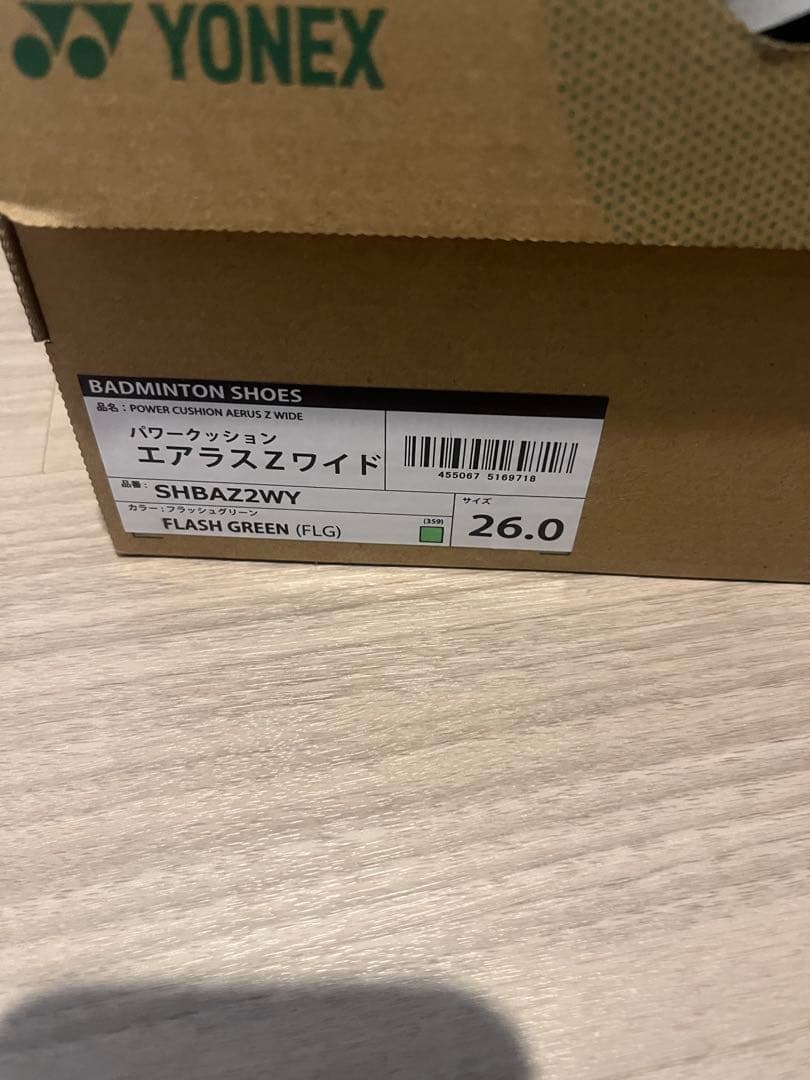 YONEX
BADMINTON SHOES
品名：POWER CUSHION AERUS Z WIDE
パワークッション
エアラスZワイド
455067 5169718
品番：SHBAZ2WY
カラー：フラッシュグリーン
FLASH GREEN (FLG)
(359)
サイズ
26.0